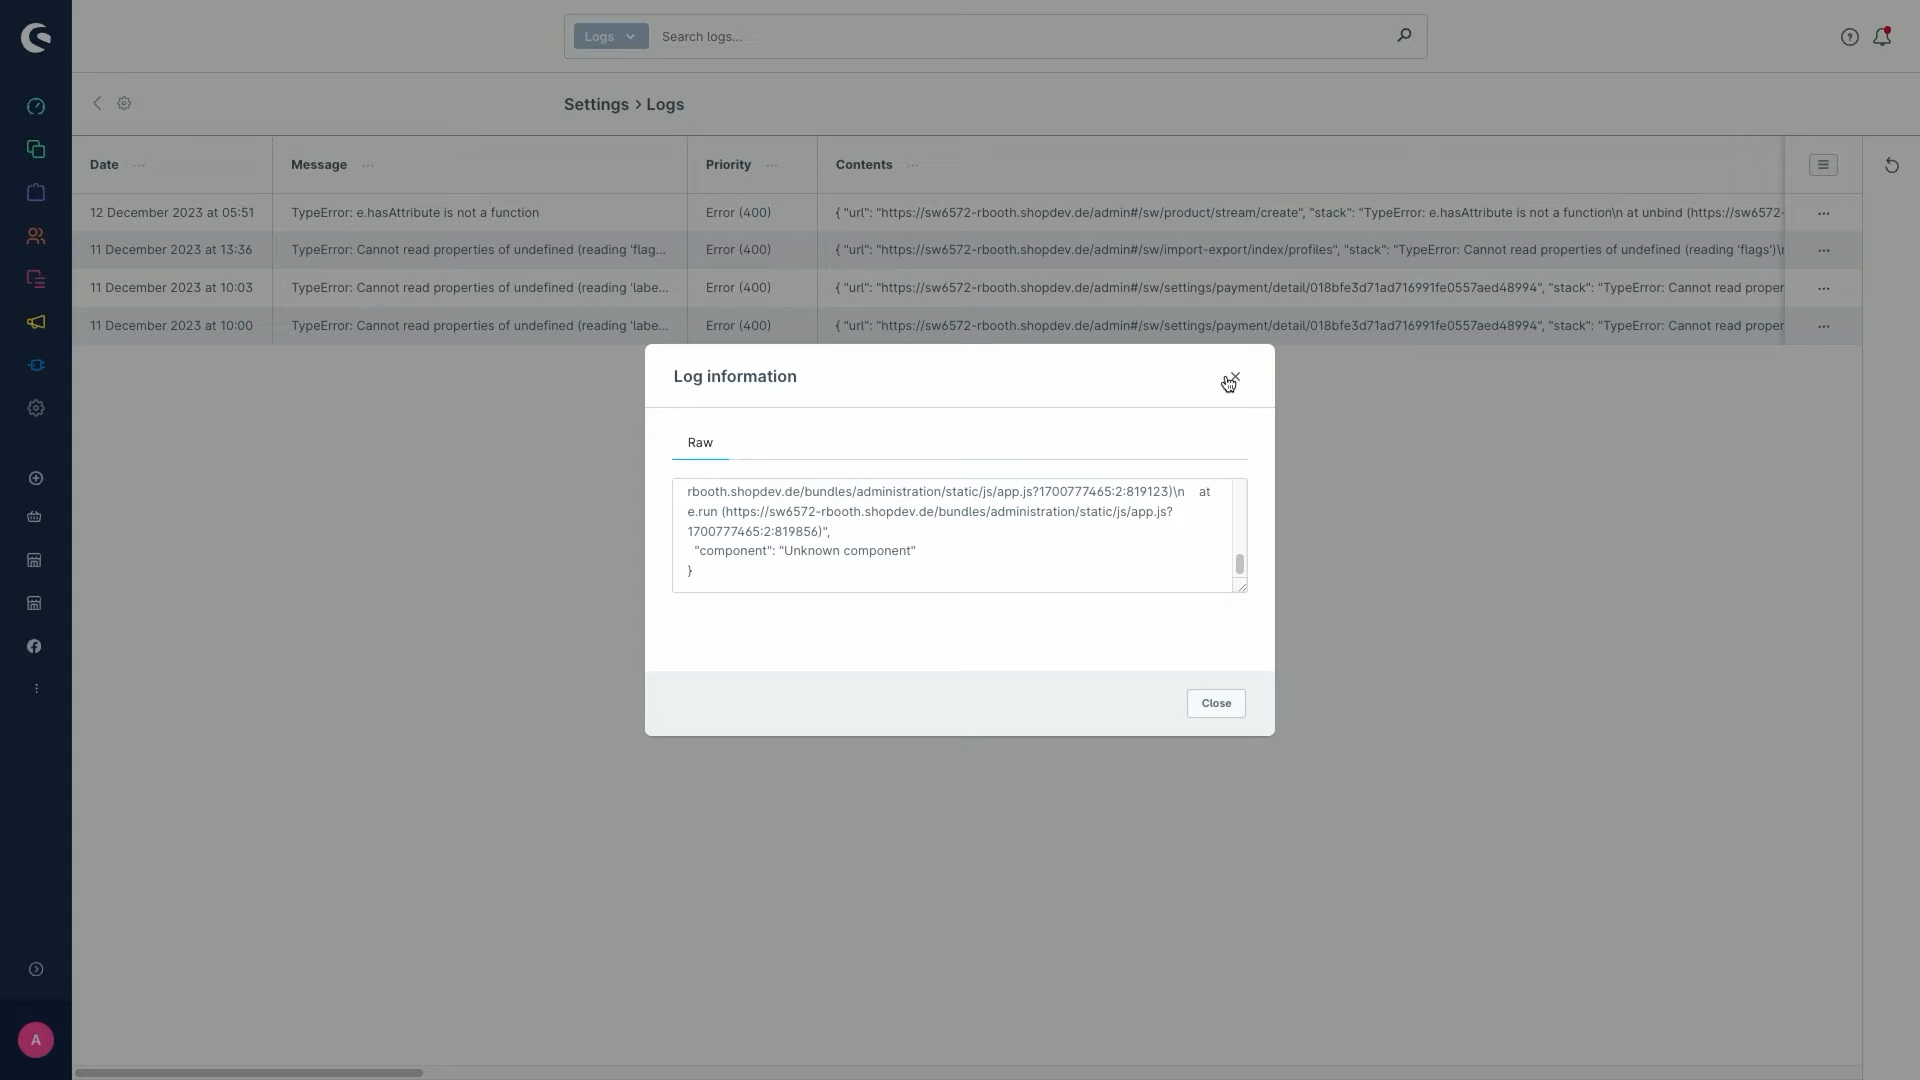 Logs
Search logs...
Settings > Logs
Date ...
Message ...
Priority ...
Contents ...
12 December 2023 at 05:51 TypeError: e.hasAttribute is not a function Error (400) { "url": "https://sw6572-rbooth.shopdev.de/admin#/sw/product/stream/create", "stack": "TypeError: e.hasAttribute is not a function\n at unbind (https://sw6572- ...
11 December 2023 at 13:36 TypeError: Cannot read properties of undefined (reading 'flag... Error (400) { "url": "https://sw6572-rbooth.shopdev.de/admin#/sw/import-export/index/profiles", "stack": "TypeError: Cannot read properties of undefined (reading 'flags')\n ...
11 December 2023 at 10:03 TypeError: Cannot read properties of undefined (reading 'labe... Error (400) { "url": "https://sw6572-rbooth.shopdev.de/admin#/sw/settings/payment/detail/018bfe3d71ad716991fe0557aed48994", "stack": "TypeError: Cannot read proper ...
11 December 2023 at 10:00 TypeError: Cannot read properties of undefined (reading 'labe... Error (400) { "url": "https://sw6572-rbooth.shopdev.de/admin#/sw/settings/payment/detail/018bfe3d71ad716991fe0557aed48994", "stack": "TypeError: Cannot read proper ...
Log information
Raw
rbooth.shopdev.de/bundles/administration/static/js/app.js?1700777465:2:819123)\n at
e.run (https://sw6572-rbooth.shopdev.de/bundles/administration/static/js/app.js?
1700777465:2:819856)",
"component": "Unknown component"
}
Close
A